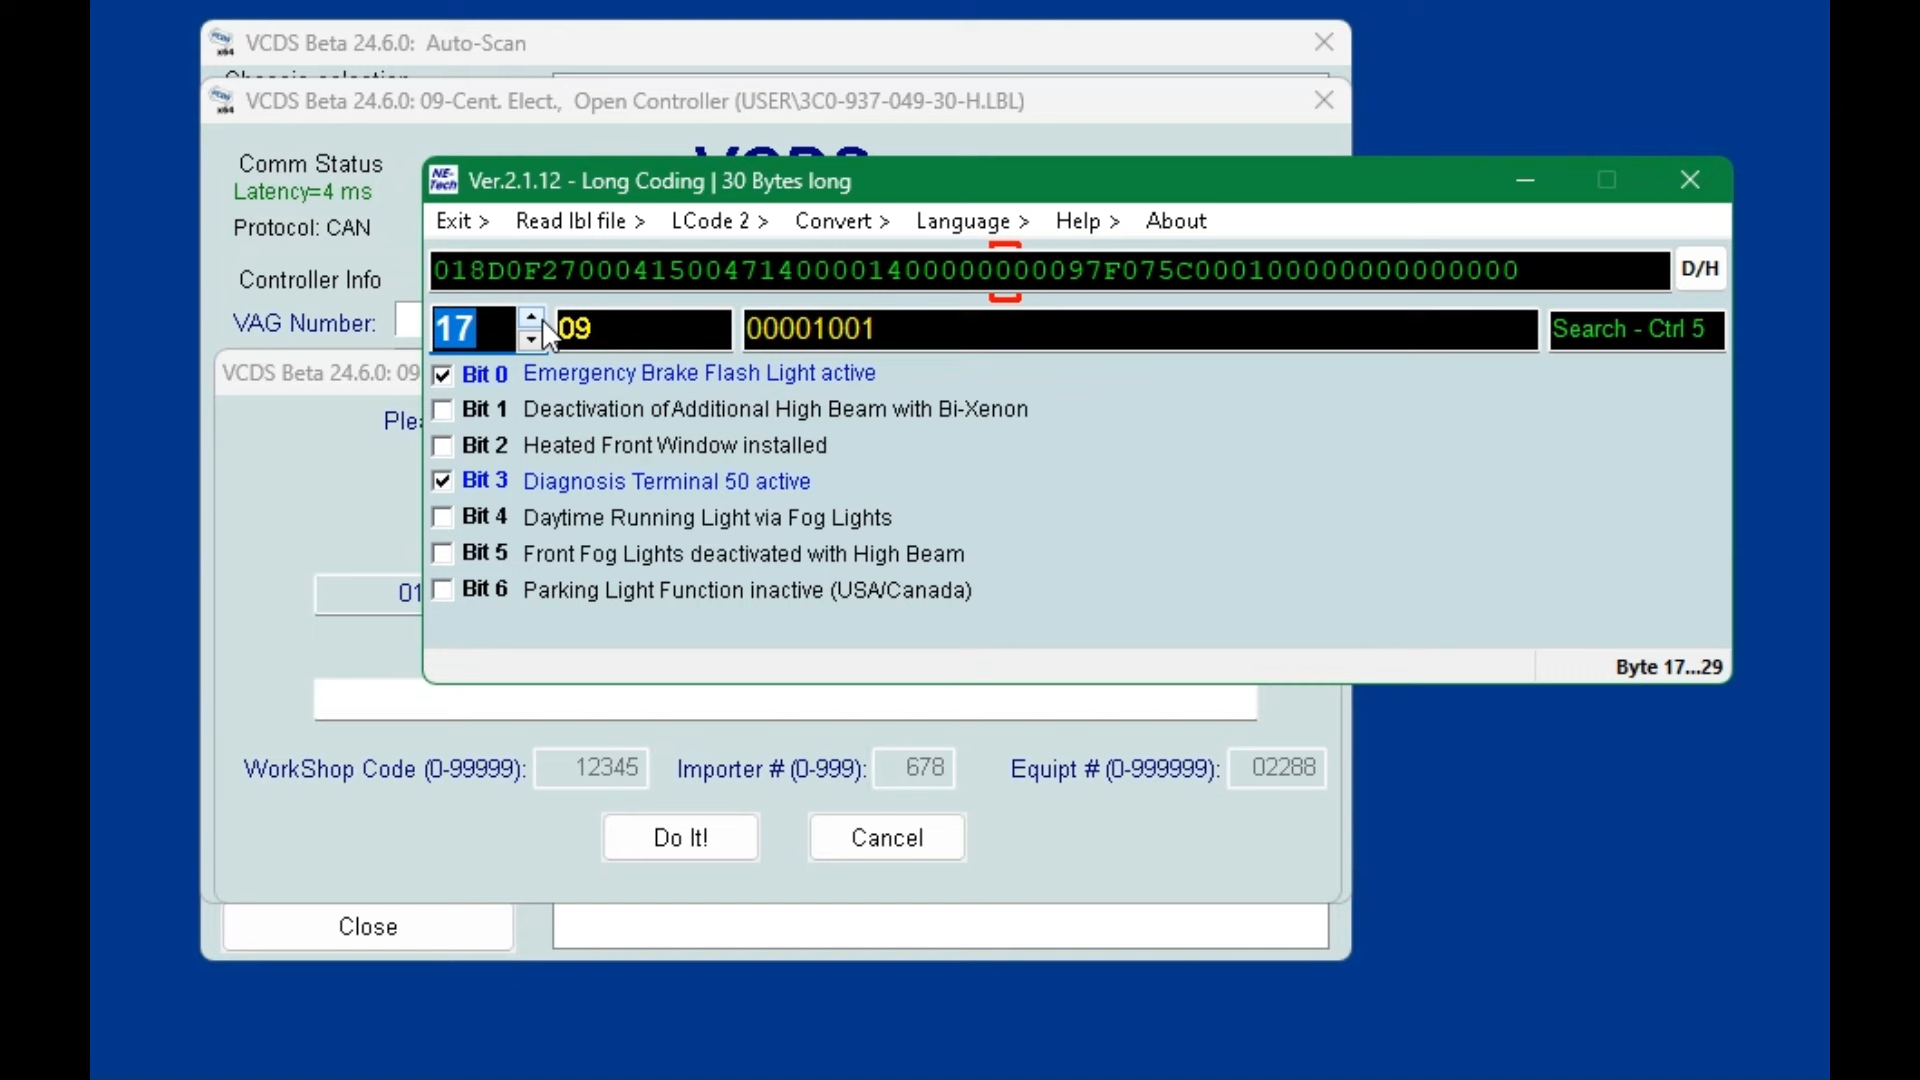 VCDS Beta 24.6.0: Auto-Scan
VCDS Beta 24.6.0: 09-Cent. Elect., Open Controller (USER\3C0-937-049-30-H.LBL)
Comm Status
Latency=4 ms
Protocol: CAN
Controller Info
VAG Number:
VCDS Beta 24.6.0: 09
NE-Tech
Ver.2.1.12 - Long Coding | 30 Bytes long
Exit > Read lbl file > LCode 2 > Convert > Language > Help > About
018D0F2700041500471400001400000000097F075C000100000000000000 D/H
17 09 00001001 Search - Ctrl 5
Bit 0 Emergency Brake Flash Light active
Bit 1 Deactivation of Additional High Beam with Bi-Xenon
Bit 2 Heated Front Window installed
Bit 3 Diagnosis Terminal 50 active
Bit 4 Daytime Running Light via Fog Lights
Bit 5 Front Fog Lights deactivated with High Beam
Bit 6 Parking Light Function inactive (USA/Canada)
Byte 17...29
WorkShop Code (0-99999): 12345 Importer # (0-999): 678 Equipt # (0-999999): 02288
Do It! Cancel
Close